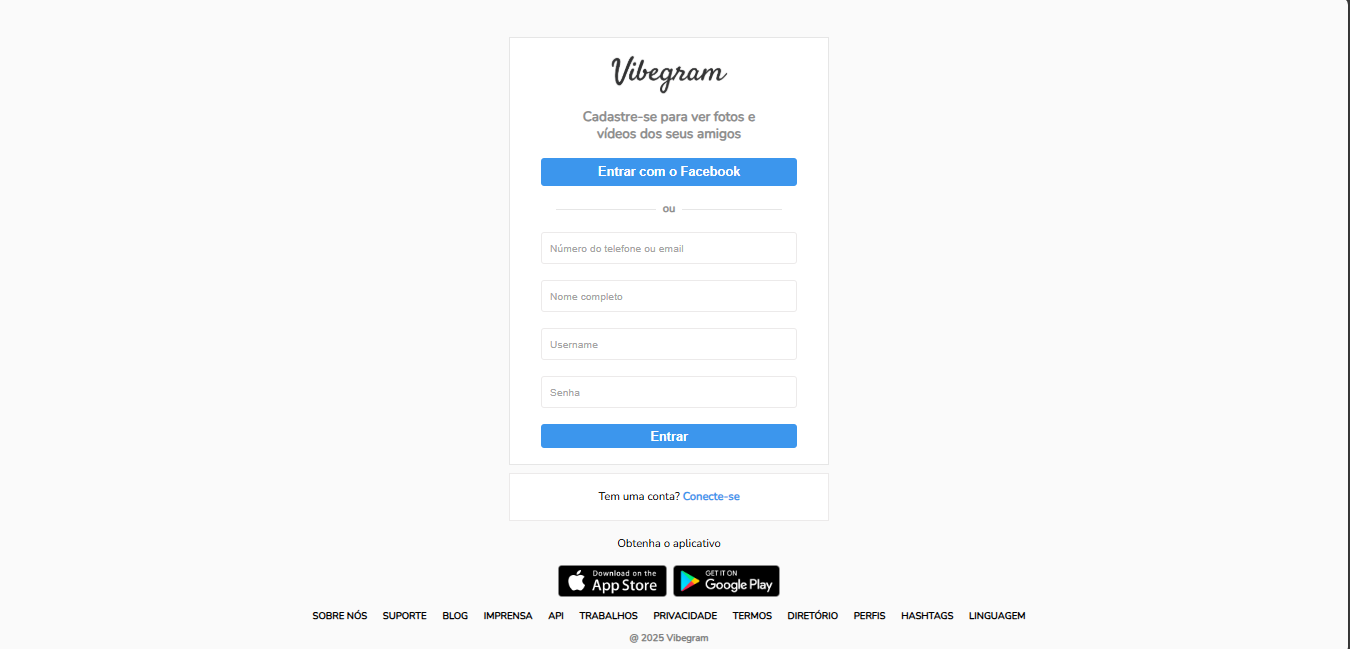 Vibegram
Cadastre-se para ver fotos e
vídeos dos seus amigos
Entrar com o Facebook
ou
Número do telefone ou email
Nome completo
Username
Senha
Entrar
Tem uma conta? Conecte-se
Obtenha o aplicativo
Download on the
App Store
GET IT ON
Google Play
SOBRE NÓS SUPORTE BLOG IMPRENSA API TRABALHOS PRIVACIDADE TERMOS DIRETÓRIO PERFIS HASHTAGS LINGUAGEM
@ 2025 Vibegram